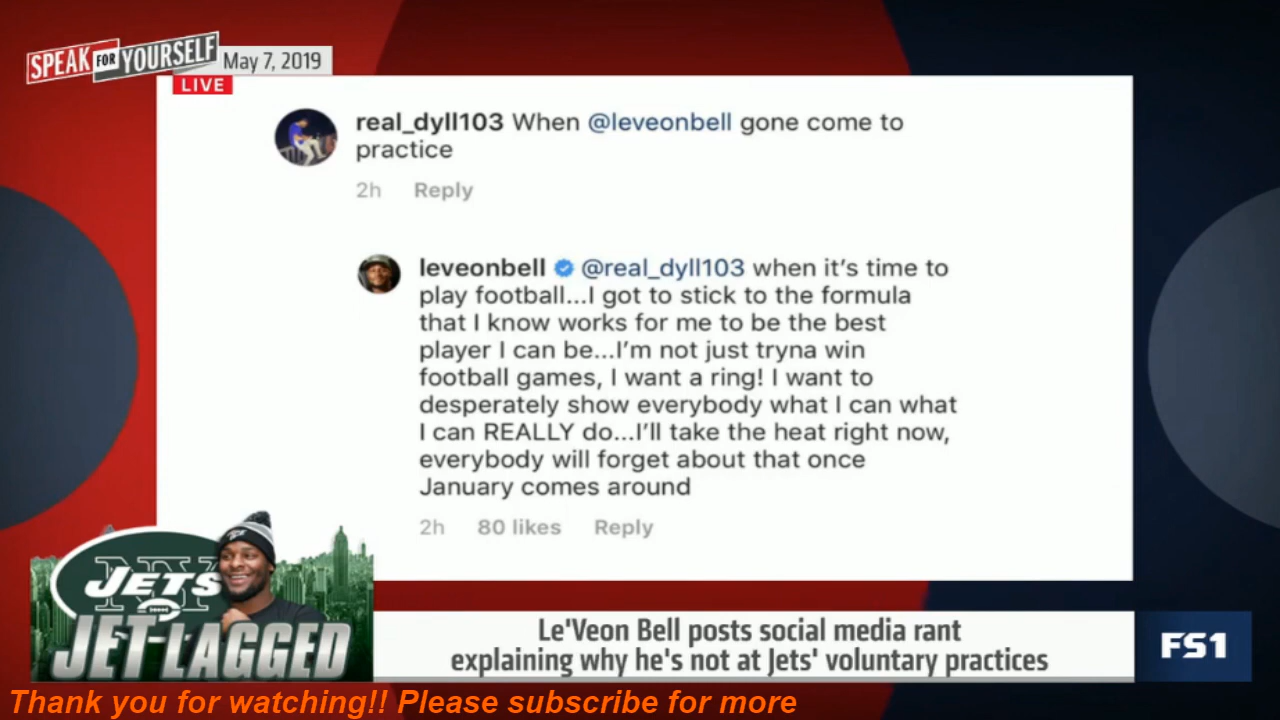 SPEAK FOR YOURSELF
May 7, 2019
LIVE
real_dyll103 When @leveonbell gone come to
practice
2h Reply
leveonbell @real_dyll103 when it's time to
play football...I got to stick to the formula
that I know works for me to be the best
player I can be...I'm not just tryna win
football games, I want a ring! I want to
desperately show everybody what I can what
I can REALLY do...I'll take the heat right now,
everybody will forget about that once
January comes around
2h 80 likes Reply
NY
JETS
JET-LAGGED
Le'Veon Bell posts social media rant
explaining why he's not at Jets' voluntary practices
FS1
Thank you for watching!! Please subscribe for more